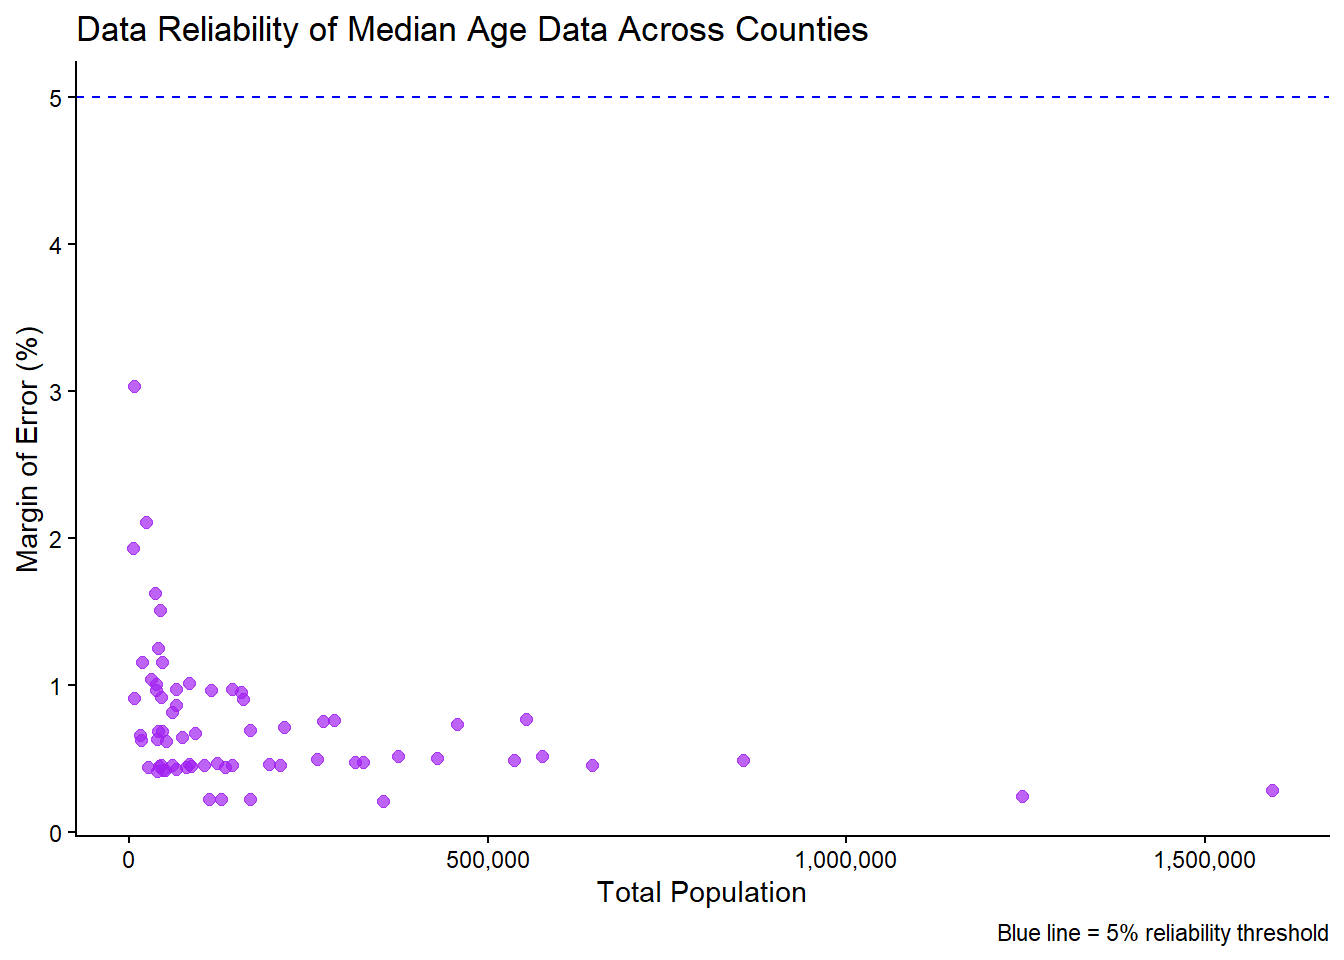 Data Reliability of Median Age Data Across Counties
Margin of Error (%)
5
4
3
2
1
0
0
500,000
1,000,000
1,500,000
Total Population
Blue line = 5% reliability threshold